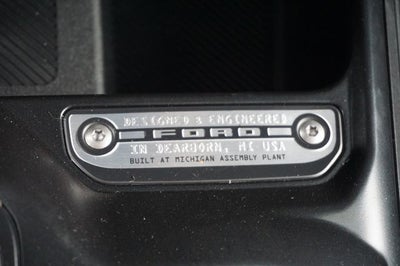 DESIGNED & ENGINEERED
FORD
IN DEARBORN, MI USA
BUILT AT MICHIGAN ASSEMBLY PLANT